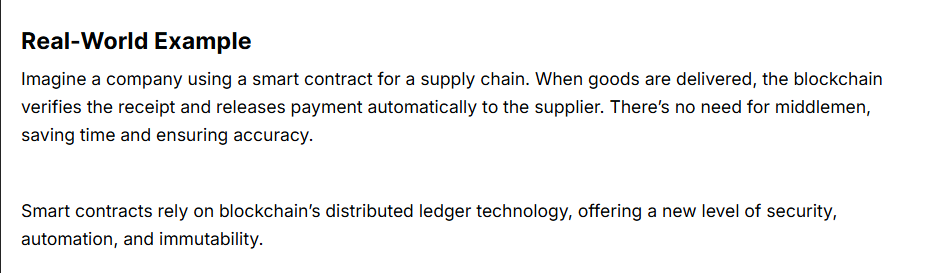 Real-World Example
Imagine a company using a smart contract for a supply chain. When goods are delivered, the blockchain
verifies the receipt and releases payment automatically to the supplier. There’s no need for middlemen,
saving time and ensuring accuracy.
Smart contracts rely on blockchain’s distributed ledger technology, offering a new level of security,
automation, and immutability.